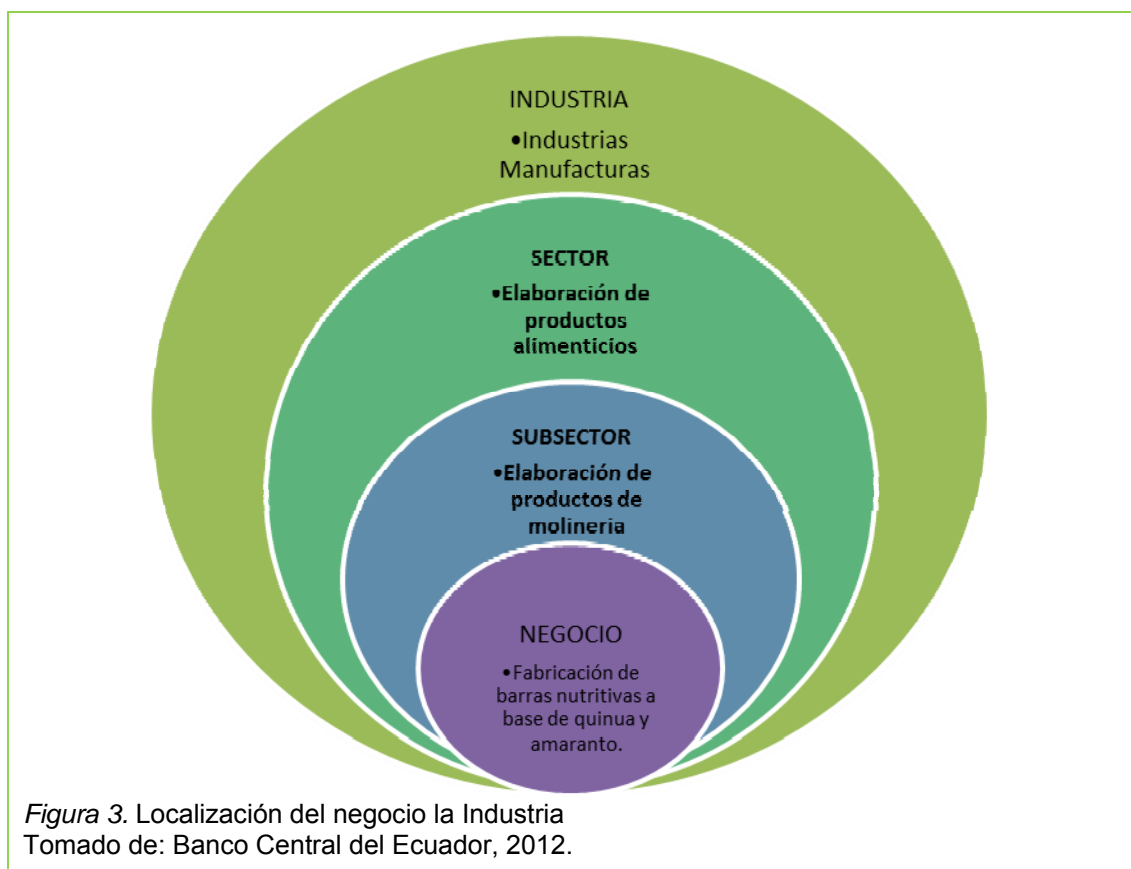 INDUSTRIA
•Industrias
Manufacturas
SECTOR
•Elaboración de
productos
alimenticios
SUBSECTOR
•Elaboración de
productos de
molineria
NEGOCIO
•Fabricación de
barras nutritivas a
base de quinua y
amaranto.
Figura 3. Localización del negocio la Industria
Tomado de: Banco Central del Ecuador, 2012.